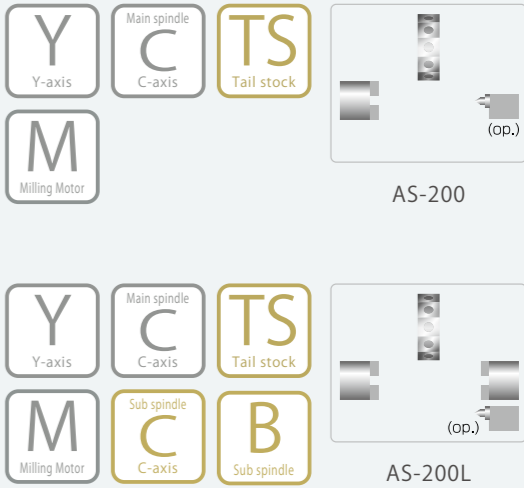 Y
Y-axis
Main spindle
C
C-axis
TS
Tail stock
M
Milling Motor
(op.)
AS-200
Y
Y-axis
Main spindle
C
C-axis
TS
Tail stock
M
Milling Motor
Sub spindle
C
C-axis
B
Sub spindle
(op.)
AS-200L